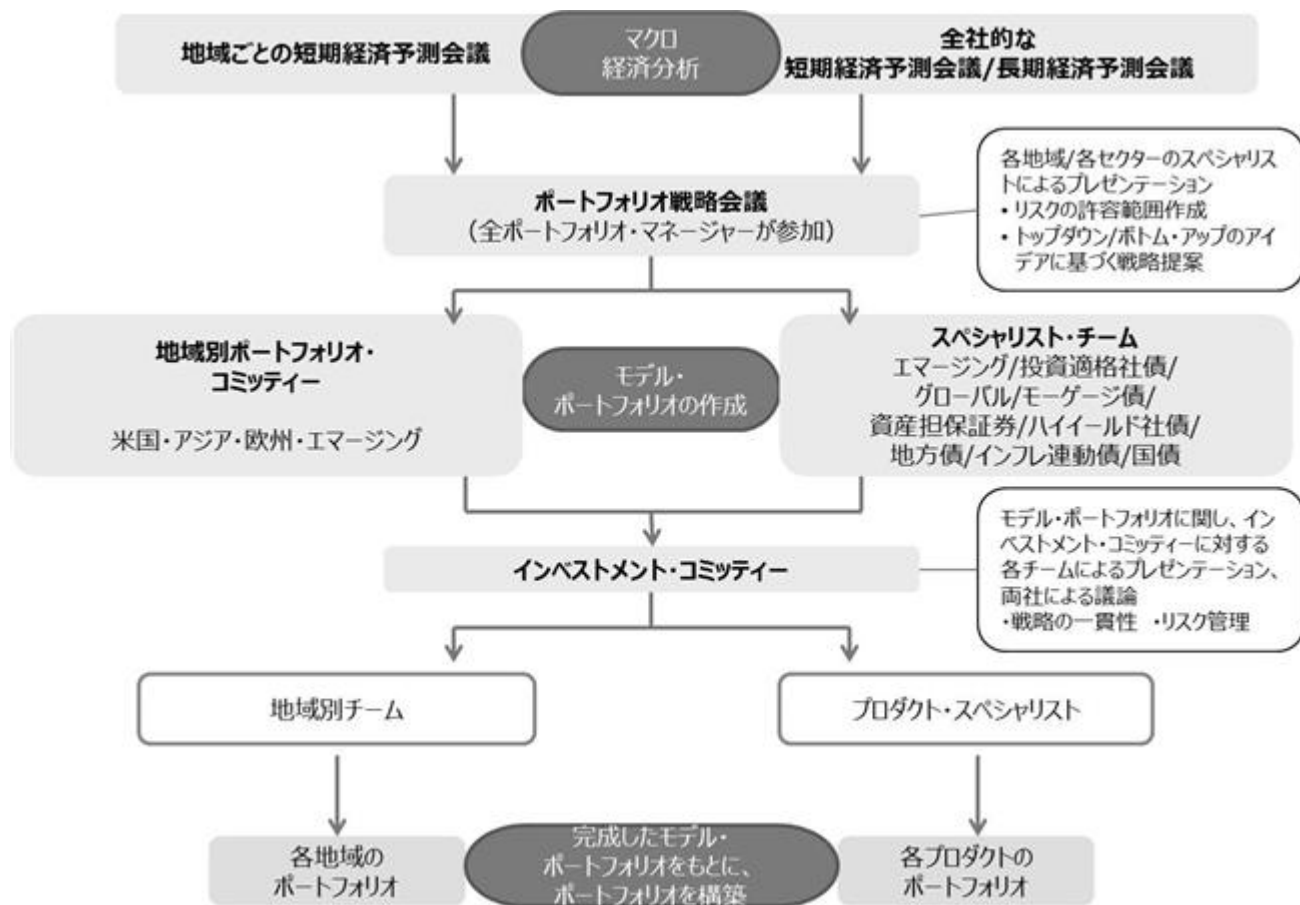 地域ごとの短期経済予測会議
マクロ
経済分析
全社的な
短期経済予測会議/長期経済予測会議
各地域/各セクターのスペシャリス
トによるプレゼンテーション
• リスクの許容範囲作成
• トップダウン/ボトム・アップのアイ
デアに基づく戦略提案
ポートフォリオ戦略会議
（全ポートフォリオ・マネージャーが参加）
地域別ポートフォリオ・
コミッティー
米国・アジア・欧州・エマージング
モデル・
ポートフォリオの作成
スペシャリスト・チーム
エマージング/投資適格社債/
グローバル/モーゲージ債/
資産担保証券/ハイイールド社債/
地方債/インフレ連動債/国債
モデル・ポートフォリオに関し、イン
ベストメント・コミッティーに対する
各チームによるプレゼンテーション、
両社による議論
・戦略の一貫性 ・リスク管理
インベストメント・コミッティー
地域別チーム
プロダクト・スペシャリスト
各地域の
ポートフォリオ
完成したモデル・
ポートフォリオをもとに、
ポートフォリオを構築
各プロダクトの
ポートフォリオ